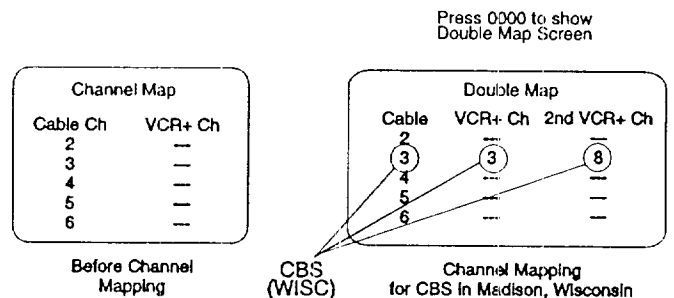 Press 0000 to show
Double Map Screen
Channel Map
Cable Ch VCR+ Ch
2 —
3 —
4 —
5 —
6 —
Before Channel
Mapping
Double Map
Cable VCR+ Ch 2nd VCR+ Ch
2 — —
3 3 8
4 — —
5 — —
6 — —
CBS
(WISC)
Channel Mapping
for CBS in Madison, Wisconsin